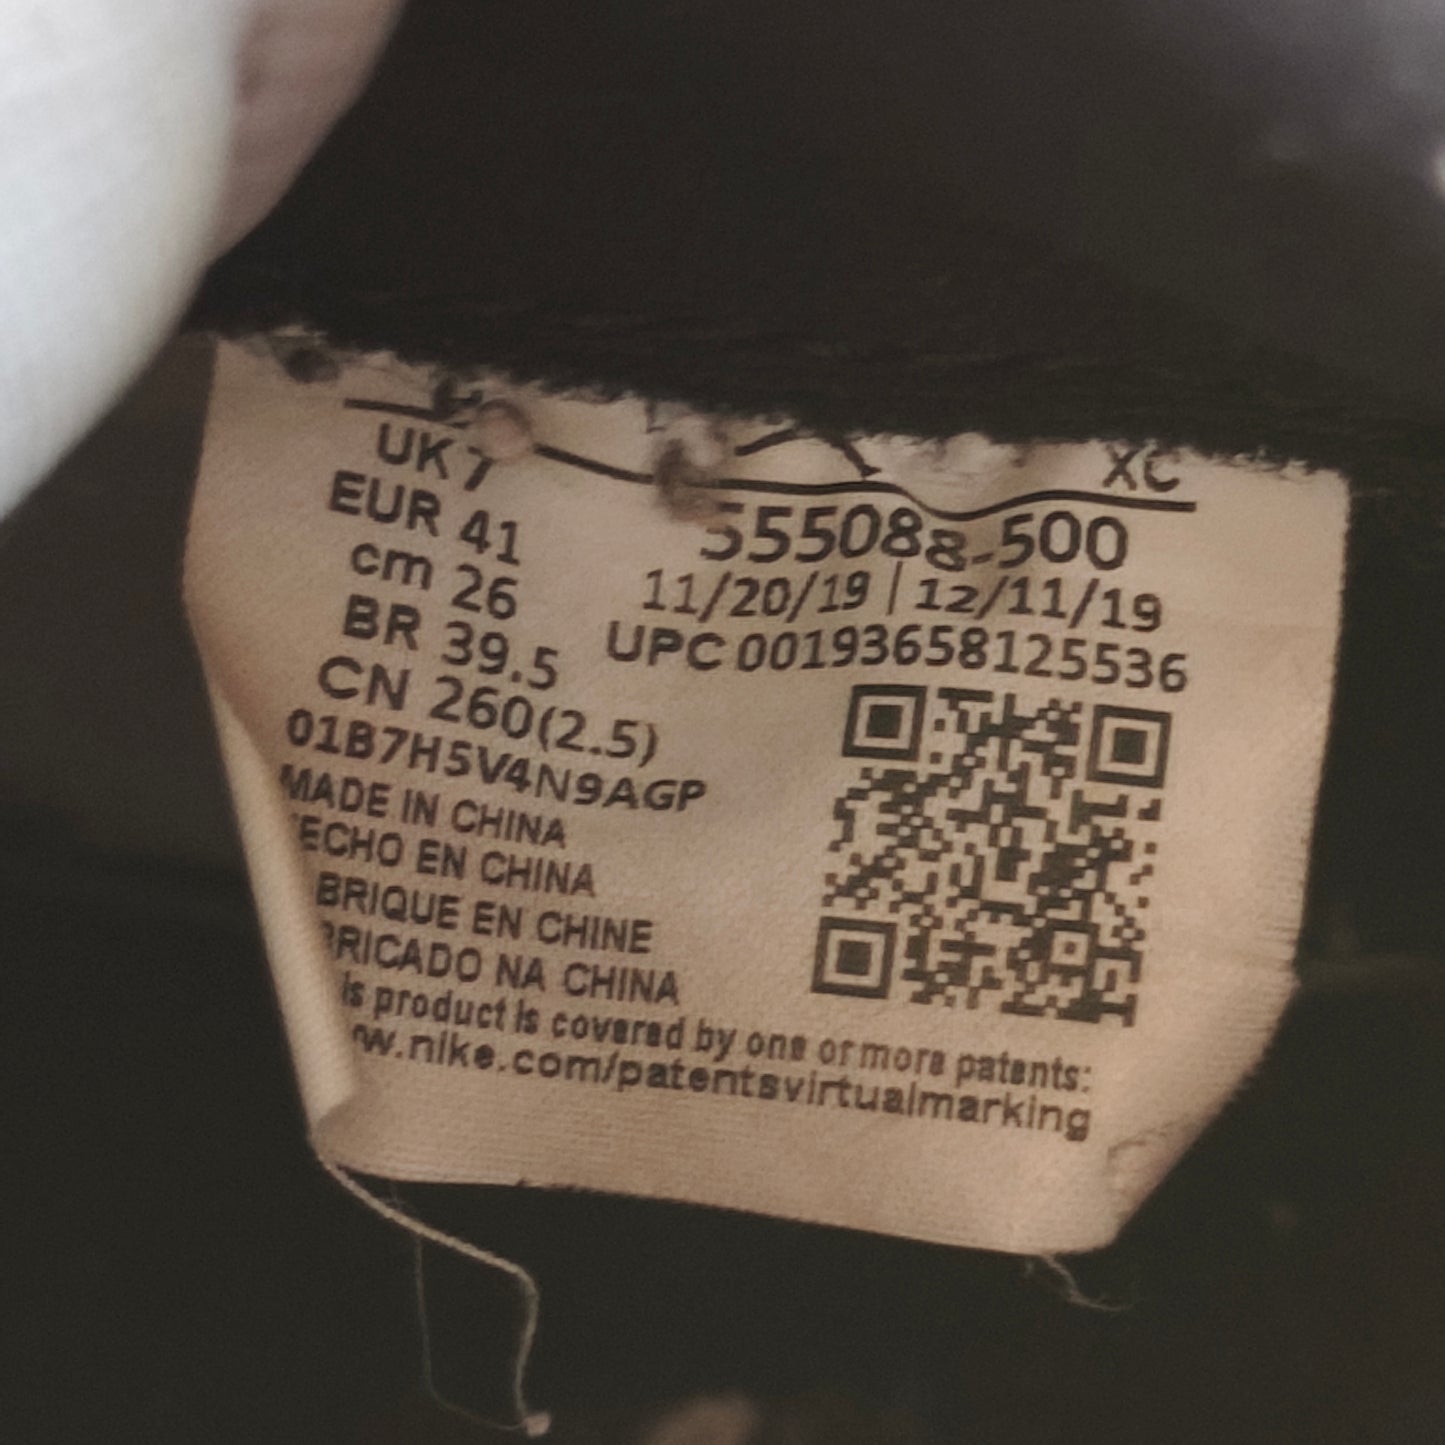 XC
UK 7
EUR 41
cm 26
BR 39.5
CN 260(2.5)
555088-500
11/20/19 | 12/11/19
UPC 00193658125536
01B7H5V4N9AGP
MADE IN CHINA
ECHO EN CHINA
BRIQUE EN CHINE
RICADO NA CHINA
is product is covered by one or more patents:
w.nike.com/patentsvirtualmarking